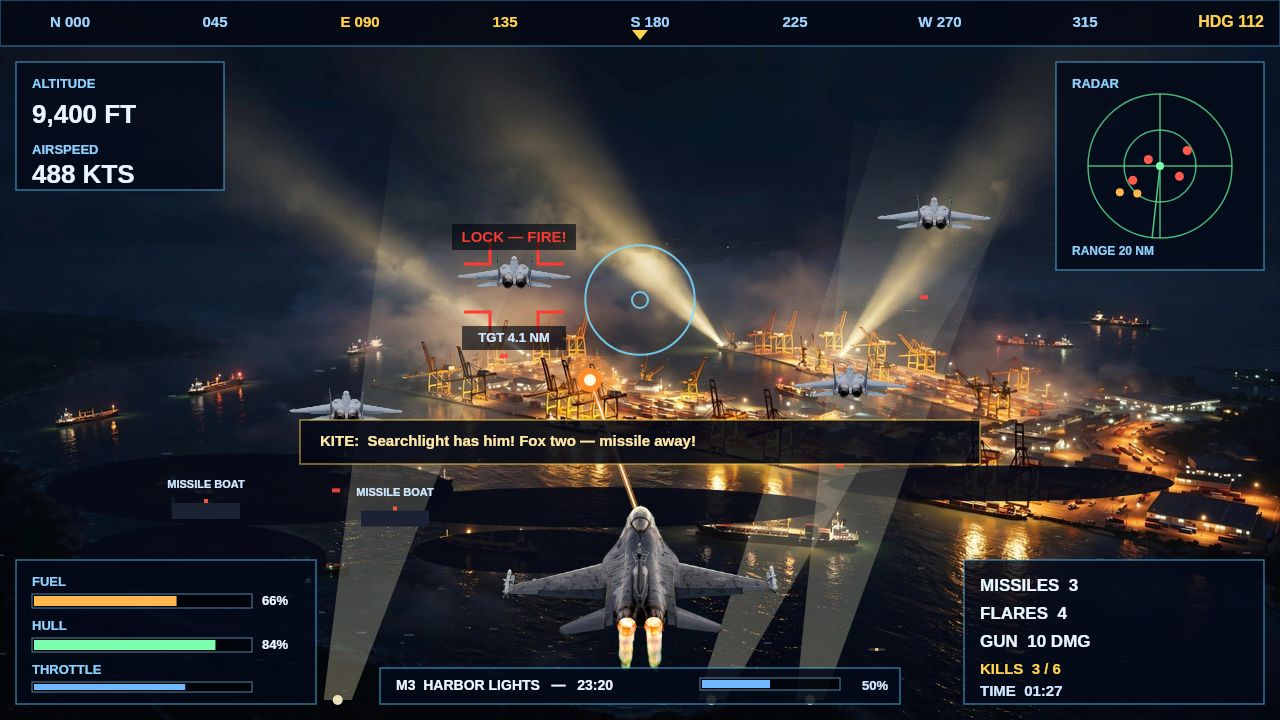 N 000 045 E 090 135 S 180 225 W 270 315 HDG 112
ALTITUDE
9,400 FT
AIRSPEED
488 KTS
RADAR
RANGE 20 NM
LOCK — FIRE!
TGT 4.1 NM
KITE: Searchlight has him! Fox two — missile away!
MISSILE BOAT
MISSILE BOAT
FUEL
66%
HULL
84%
THROTTLE
M3 HARBOR LIGHTS — 23:20 50%
MISSILES 3
FLARES 4
GUN 10 DMG
KILLS 3 / 6
TIME 01:27